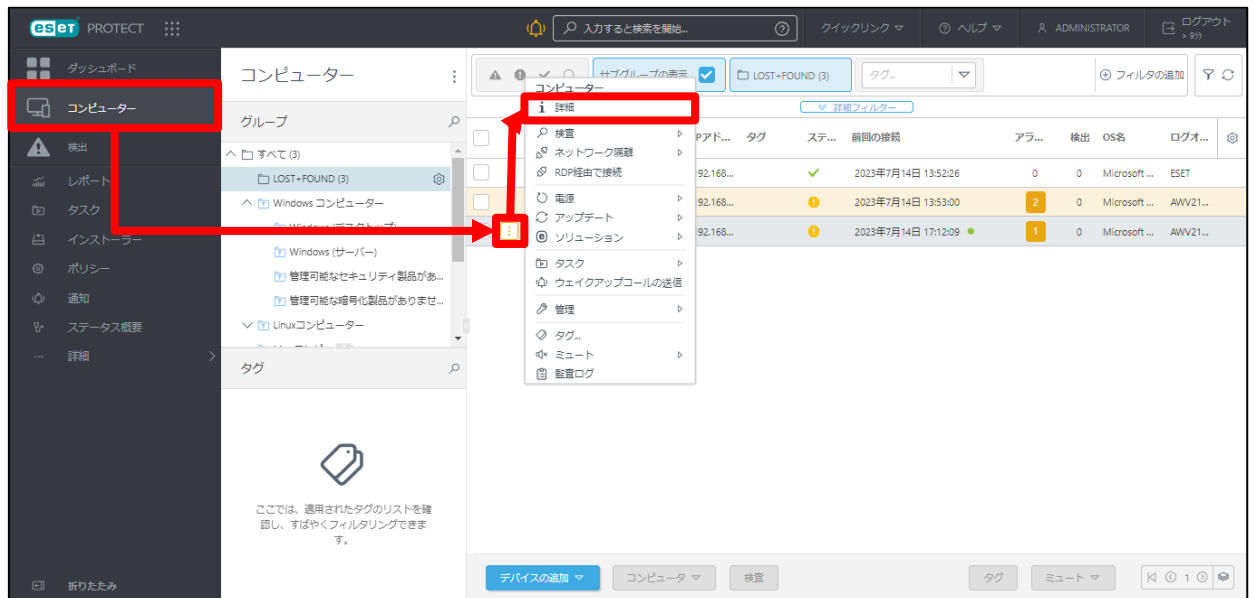 eset PROTECT
入力すると検索を開始...
クイックリンク
ヘルプ
ADMINISTRATOR
ログアウト
> 9分
ダッシュボード
コンピューター
検出
レポート
タスク
インストーラー
ポリシー
通知
ステータス概要
詳細
折りたたみ
コンピューター
グループ
すべて (3)
LOST+FOUND (3)
Windows コンピューター
Windows (デスクトップ)
Windows (サーバー)
管理可能なセキュリティ製品があ...
管理可能な暗号化製品がありませ...
Linuxコンピューター
タグ
ここでは、適用されたタグのリストを確
認し、すばやくフィルタリングできま
す。
サブグループの表示
LOST+FOUND (3)
タグ...
フィルタの追加
詳細フィルター
コンピューター
詳細
検査
ネットワーク隔離
RDP経由で接続
電源
アップデート
ソリューション
タスク
ウェイクアップコールの送信
管理
タグ...
ミュート
監査ログ
Pアド... タグ ステ... 前回の接続 アラ... 検出 OS名 ログオ...
92.168... 2023年7月14日 13:52:26 0 0 Microsoft ... ESET
92.168... 2023年7月14日 13:53:00 2 0 Microsoft ... AWV21...
92.168... 2023年7月14日 17:12:09 1 0 Microsoft ... AWV21...
デバイスの追加
コンピュータ
検査
タグ
ミュート
1